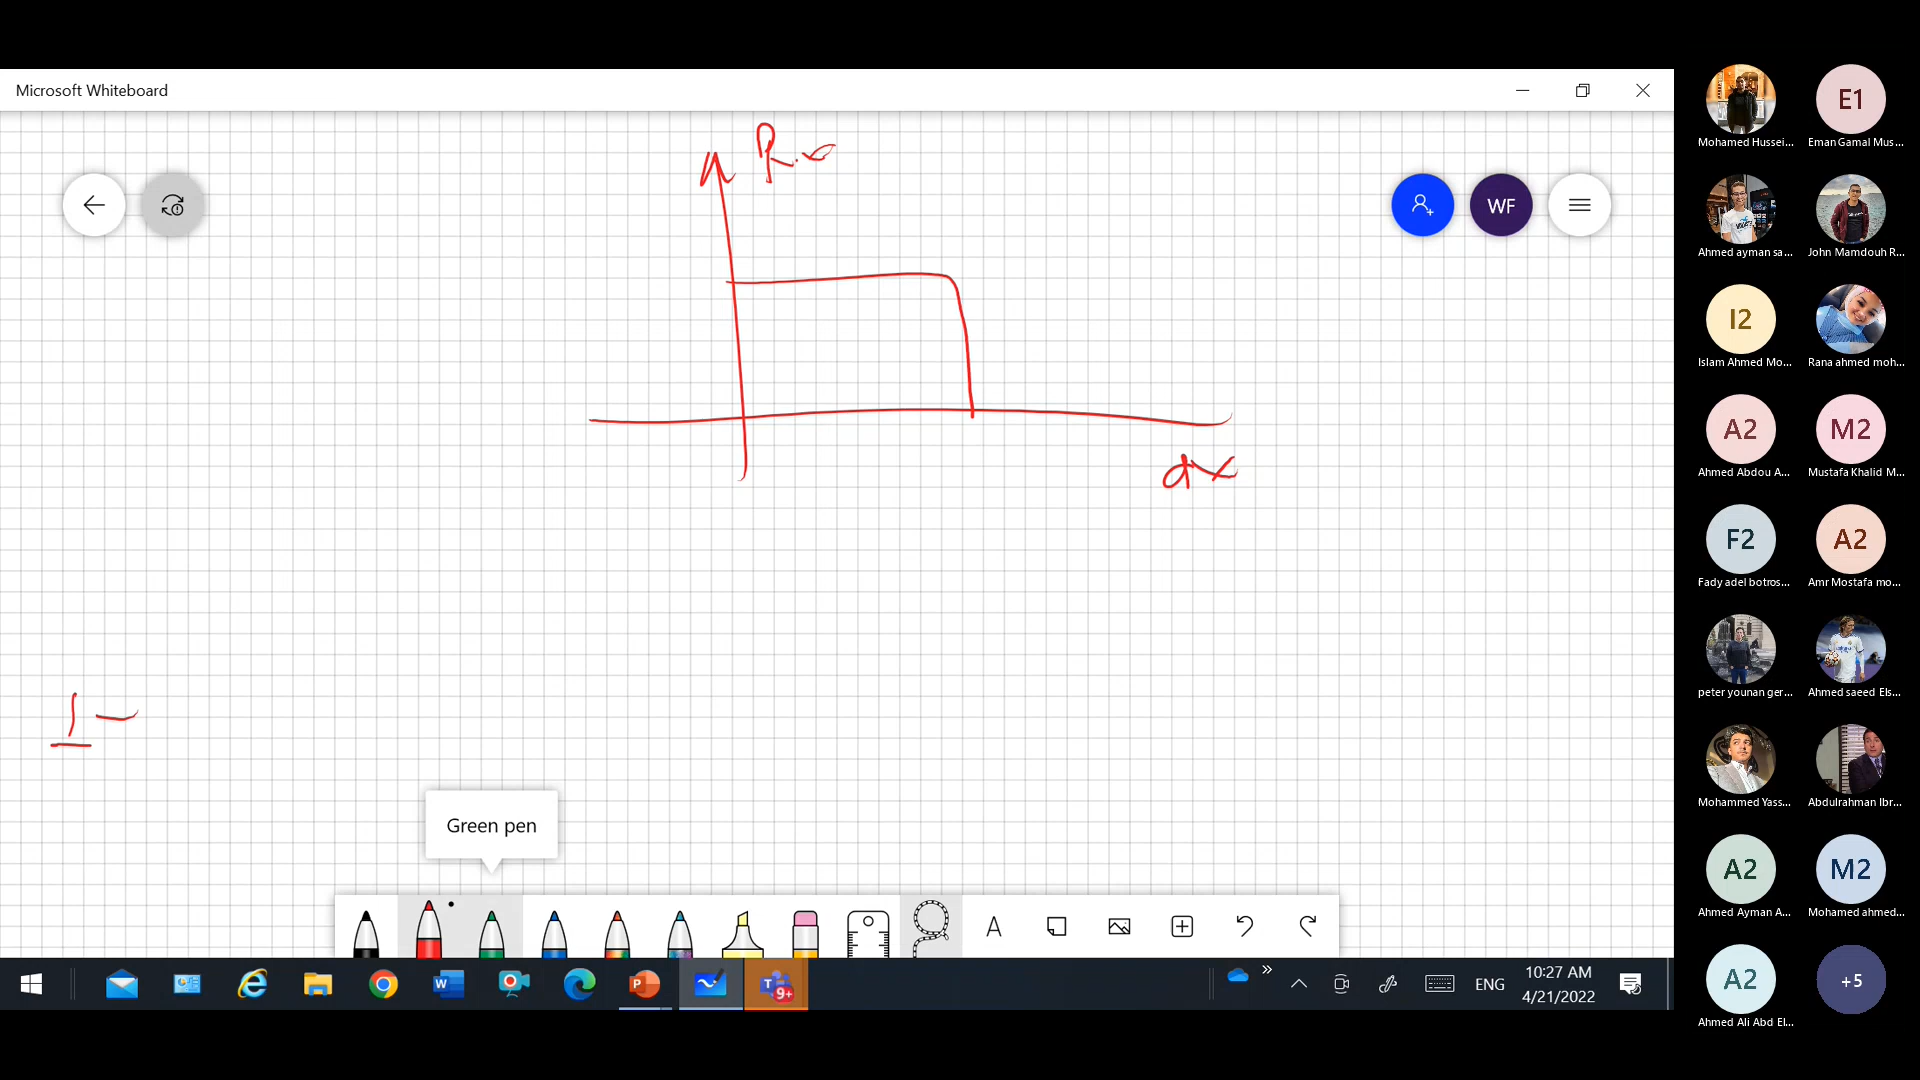 Microsoft Whiteboard
R.
WF
dx
1 -
Green pen
A
9+
ENG
10:27 AM
4/21/2022
Mohamed Hussei...
E1
Eman Gamal Mus...
Ahmed ayman sa...
John Mamdouh R...
I2
Islam Ahmed Mo...
Rana ahmed moh...
A2
Ahmed Abdou A...
M2
Mustafa Khalid M...
F2
Fady adel botros...
A2
Amr Mostafa mo...
peter younan ger...
Ahmed saeed Els...
Mohammed Yass...
Abdulrahman Ibr...
A2
Ahmed Ayman A...
M2
Mohamed ahmed...
A2
Ahmed Ali Abd El...
+5